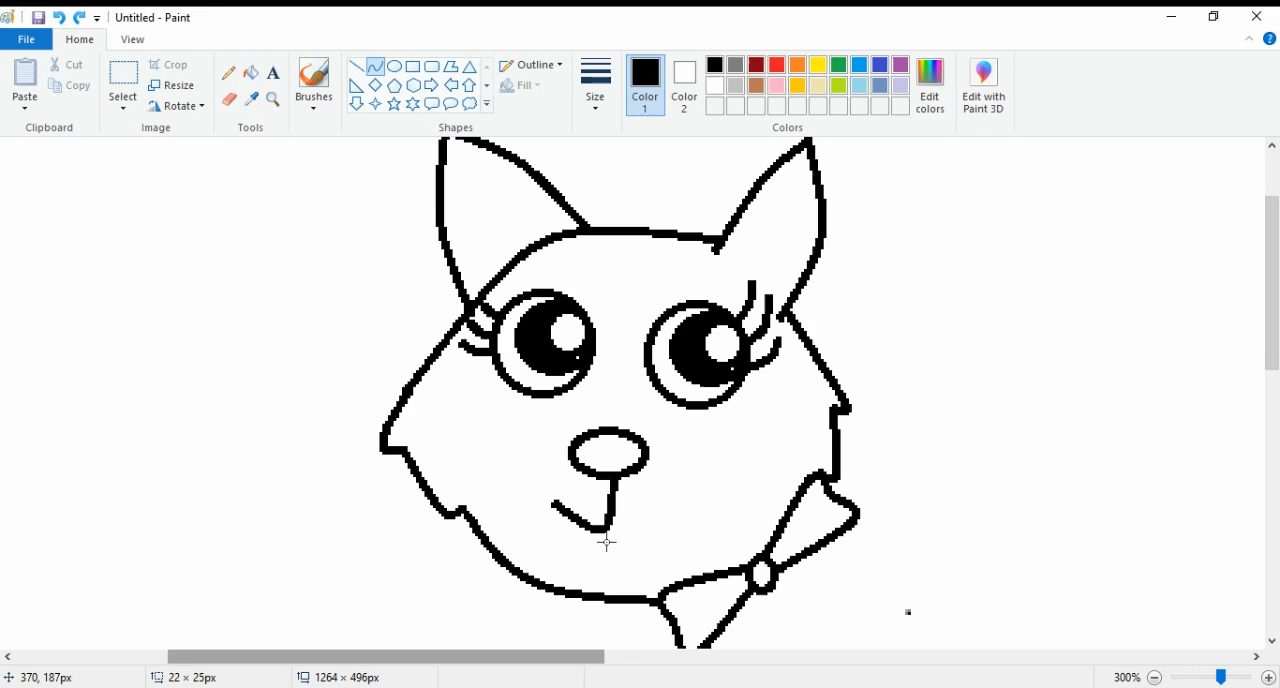 Untitled - Paint
File Home View
Paste
Cut
Copy
Clipboard
Select
Crop
Resize
Rotate
Image
A
Tools
Brushes
Outline
Fill
Shapes
Size
Color 1
Color 2
Edit colors
Colors
Edit with Paint 3D
370, 187px 22 × 25px 1264 × 496px 300%